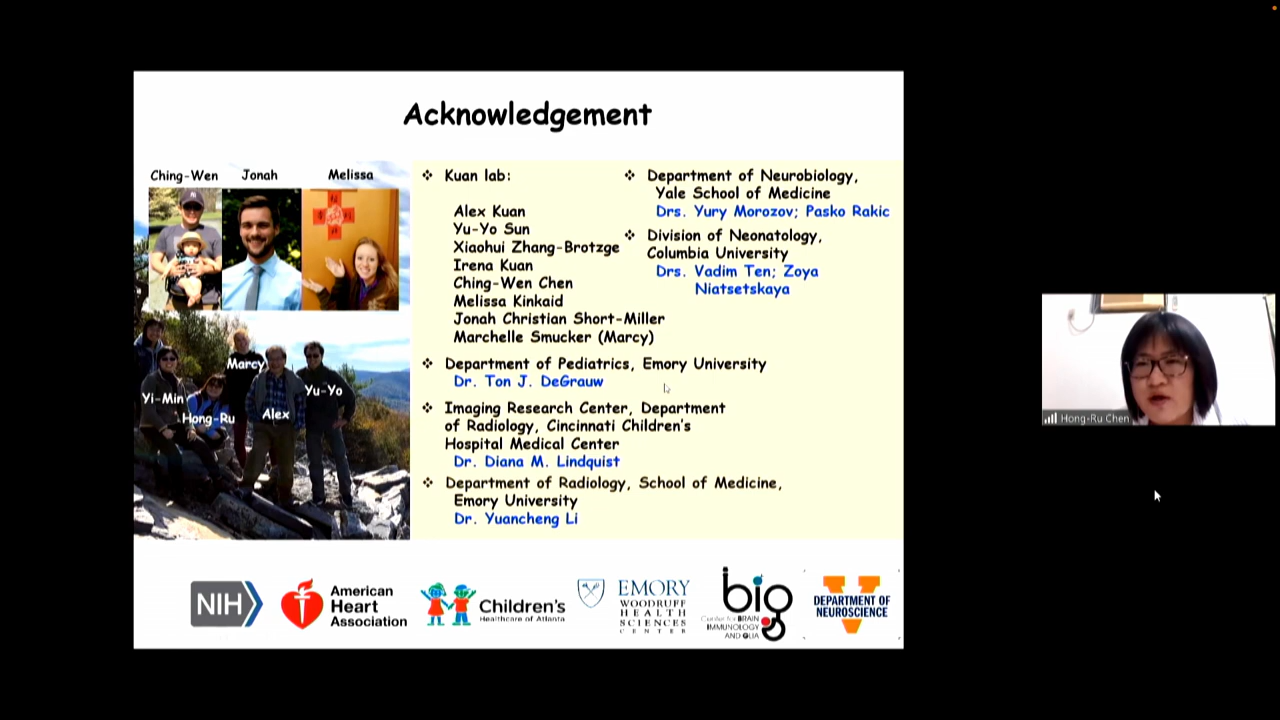 Acknowledgement
Ching-Wen Jonah Melissa
Marcy
Yi-Min
Hong-Ru
Alex
Yu-Yo
❖ Kuan lab:
Alex Kuan
Yu-Yo Sun
Xiaohui Zhang-Brotzge
Irena Kuan
Ching-Wen Chen
Melissa Kinkaid
Jonah Christian Short-Miller
Marchelle Smucker (Marcy)
❖ Department of Neurobiology,
Yale School of Medicine
Drs. Yury Morozov; Pasko Rakic
❖ Division of Neonatology,
Columbia University
Drs. Vadim Ten; Zoya
Niatsetskaya
❖ Department of Pediatrics, Emory University
Dr. Ton J. DeGrauw
❖ Imaging Research Center, Department
of Radiology, Cincinnati Children's
Hospital Medical Center
Dr. Diana M. Lindquist
❖ Department of Radiology, School of Medicine,
Emory University
Dr. Yuancheng Li
NIH
American
Heart
Association
Children's
Healthcare of Atlanta
EMORY
WOODRUFF
HEALTH
SCIENCES
CENTER
big
Center for BRAIN
IMMUNOLOGY
AND GLIA
DEPARTMENT OF
NEUROSCIENCE
Hong-Ru Chen